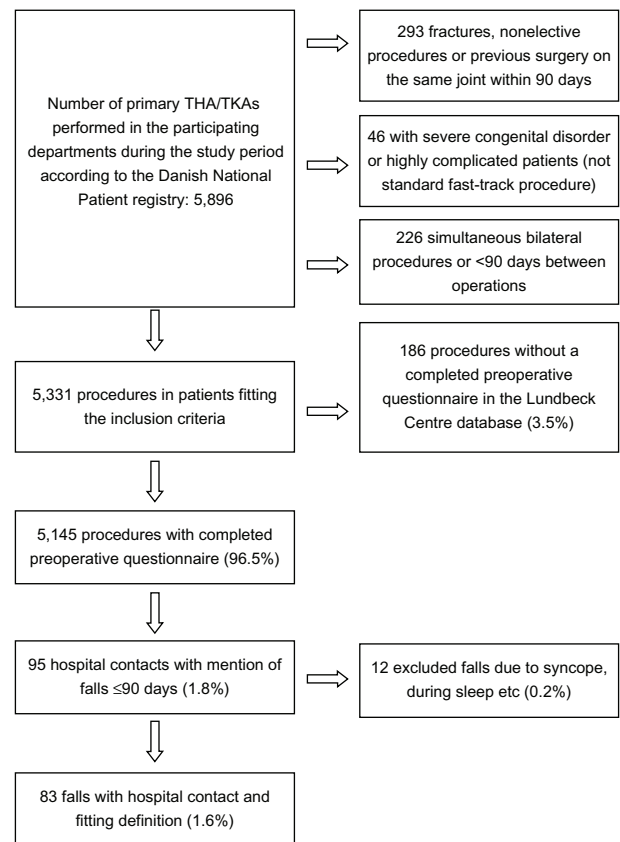 Number of primary THA/TKAs
performed in the participating
departments during the study period
according to the Danish National
Patient registry: 5,896
293 fractures, nonelective
procedures or previous surgery on
the same joint within 90 days
46 with severe congenital disorder
or highly complicated patients (not
standard fast-track procedure)
226 simultaneous bilateral
procedures or <90 days between
operations
5,331 procedures in patients fitting
the inclusion criteria
186 procedures without a
completed preoperative
questionnaire in the Lundbeck
Centre database (3.5%)
5,145 procedures with completed
preoperative questionnaire (96.5%)
95 hospital contacts with mention of
falls ≤90 days (1.8%)
12 excluded falls due to syncope,
during sleep etc (0.2%)
83 falls with hospital contact and
fitting definition (1.6%)